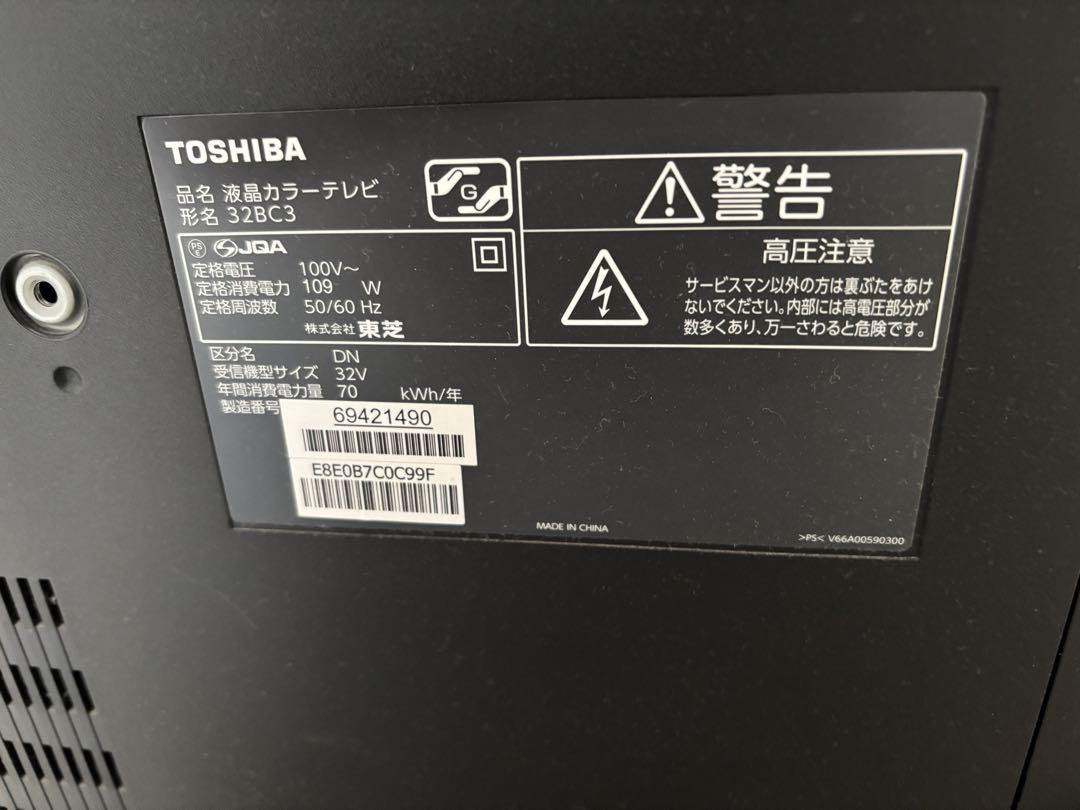 TOSHIBA
品名 液晶カラーテレビ
形名 32BC3
G
PS
E
JQA
定格電圧 100V~
定格消費電力 109 W
定格周波数 50/60 Hz
株式会社 東芝
区分名 DN
受信機型サイズ 32V
年間消費電力量 70 kWh/年
製造番号
69421490
E8E0B7C0C99F
警告
高圧注意
サービスマン以外の方は裏ぶたをあけ
ないでください。内部には高電圧部分が
数多くあり、万一さわると危険です。
MADE IN CHINA
>PS< V66A00590300